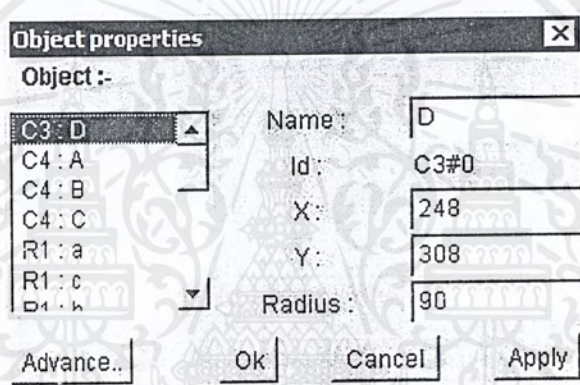 Object properties
Object :-
C3 : D
C4 : A
C4 : B
C4 : C
R1 : a
R1 : c
R1 : b
Name : D
Id : C3#0
X: 248
Y: 308
Radius : 90
Advance..
Ok
Cancel
Apply